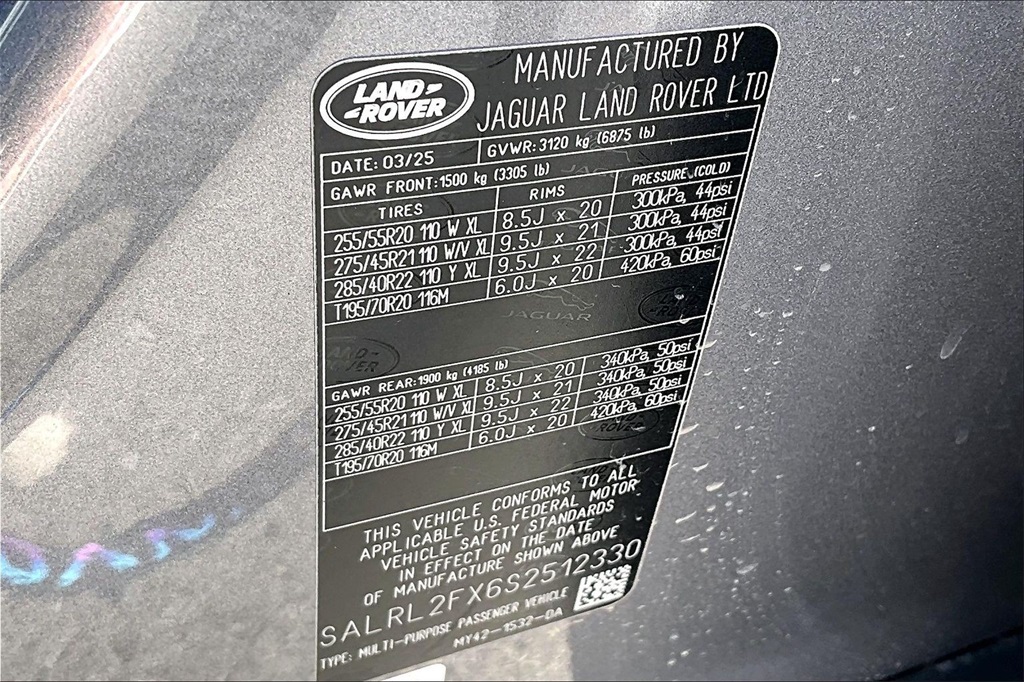 LAND
ROVER
MANUFACTURED BY
JAGUAR LAND ROVER LTD
DATE: 03/25 GVWR: 3120 kg (6875 lb)
GAWR FRONT: 1500 kg (3305 lb)
TIRES RIMS PRESSURE (COLD)
255/55R20 110 W XL 8.5J x 20 300kPa, 44psi
275/45R21 110 W/V XL 9.5J x 21 300kPa, 44psi
285/40R22 110 Y XL 9.5J x 22 300kPa, 44psi
T195/70R20 116M 6.0J x 20 420kPa, 60psi
JAGUAR
GAWR REAR: 1900 kg (4185 lb)
255/55R20 110 W XL 8.5J x 20 340kPa, 50psi
275/45R21 110 W/V XL 9.5J x 21 340kPa, 50psi
285/40R22 110 Y XL 9.5J x 22 340kPa, 50psi
T195/70R20 116M 6.0J x 20 420kPa, 60psi
THIS VEHICLE CONFORMS TO ALL
APPLICABLE U.S. FEDERAL MOTOR
VEHICLE SAFETY STANDARDS
IN EFFECT ON THE DATE
OF MANUFACTURE SHOWN ABOVE
SALRL2FX6S2512330
TYPE: MULTI-PURPOSE PASSENGER VEHICLE
MY42-1532-DA